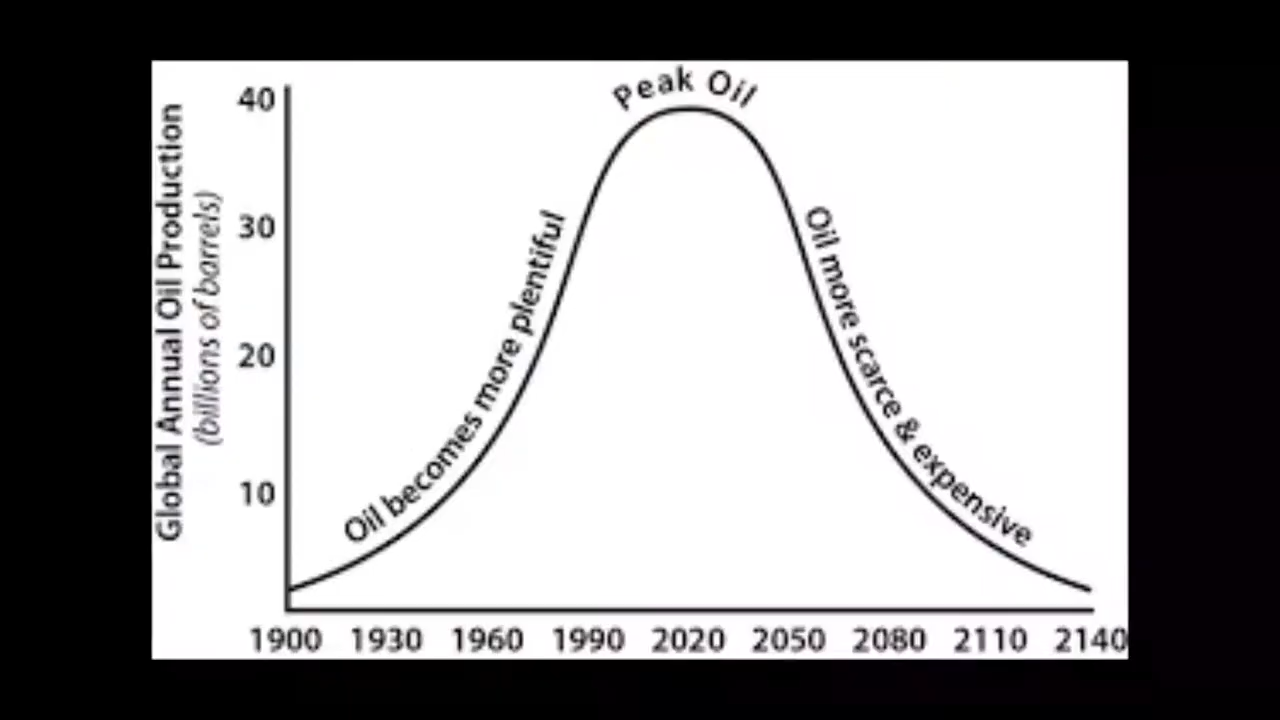 Peak Oil
Global Annual Oil Production
(billions of barrels)
40
30
20
10
Oil becomes more plentiful
Oil more scarce & expensive
1900 1930 1960 1990 2020 2050 2080 2110 2140